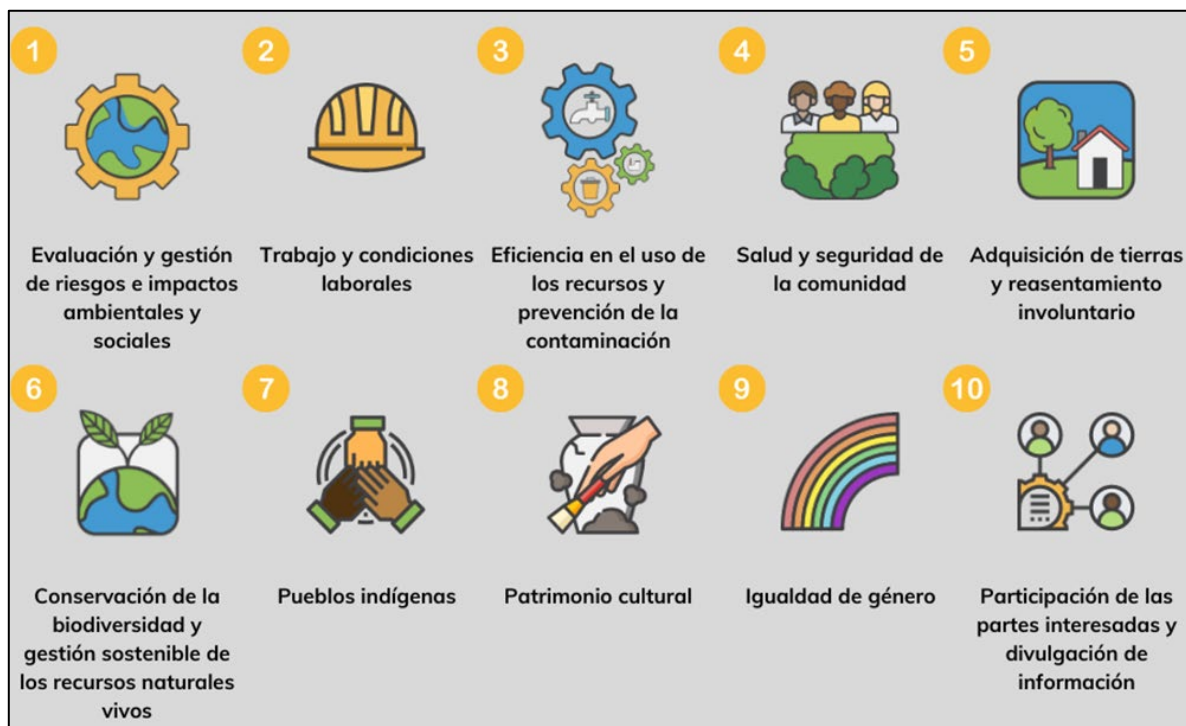 1
Evaluación y gestión
de riesgos e impactos
ambientales y
sociales
2
Trabajo y condiciones
laborales
3
Eficiencia en el uso de
los recursos y
prevención de la
contaminación
4
Salud y seguridad de
la comunidad
5
Adquisición de tierras
y reasentamiento
involuntario
6
Conservación de la
biodiversidad y
gestión sostenible de
los recursos naturales
vivos
7
Pueblos indígenas
8
Patrimonio cultural
9
Igualdad de género
10
Participación de las
partes interesadas y
divulgación de
información